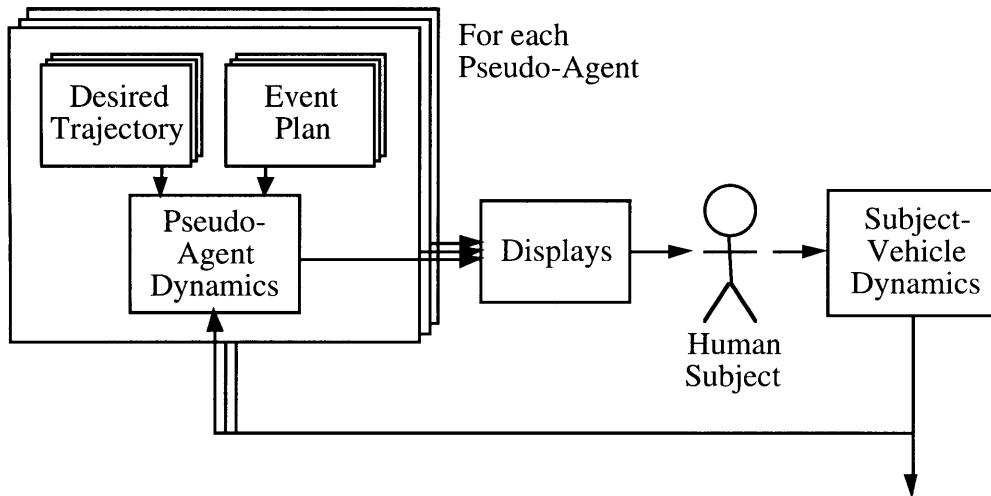 For each
Pseudo-Agent
Desired
Trajectory
Event
Plan
Pseudo-
Agent
Dynamics
Displays
Human
Subject
Subject-
Vehicle
Dynamics